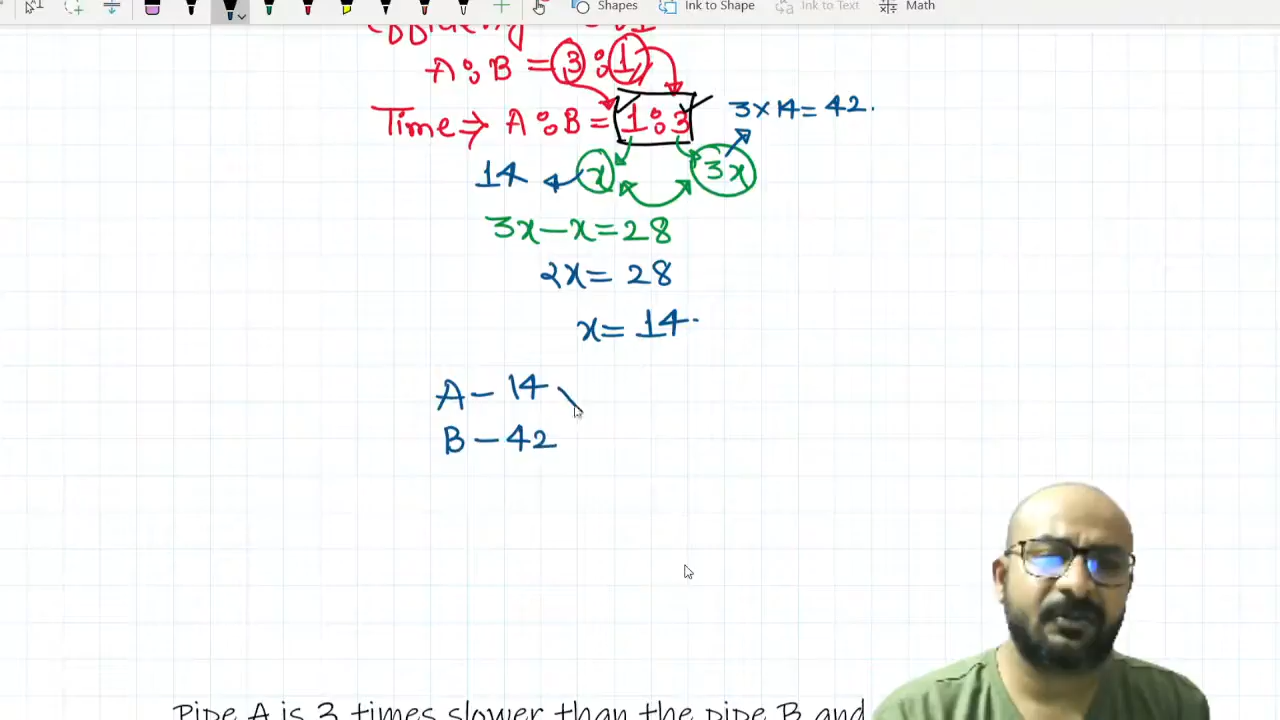 Shapes Ink to Shape Ink to Text Math
A : B = 3 : 1
Time ⇒ A : B = 1 : 3
3 × 14 = 42.
14 x 3x
3x – x = 28
2x = 28
x = 14.
A – 14
B – 42
Pipe A is 3 times slower than the pipe B and